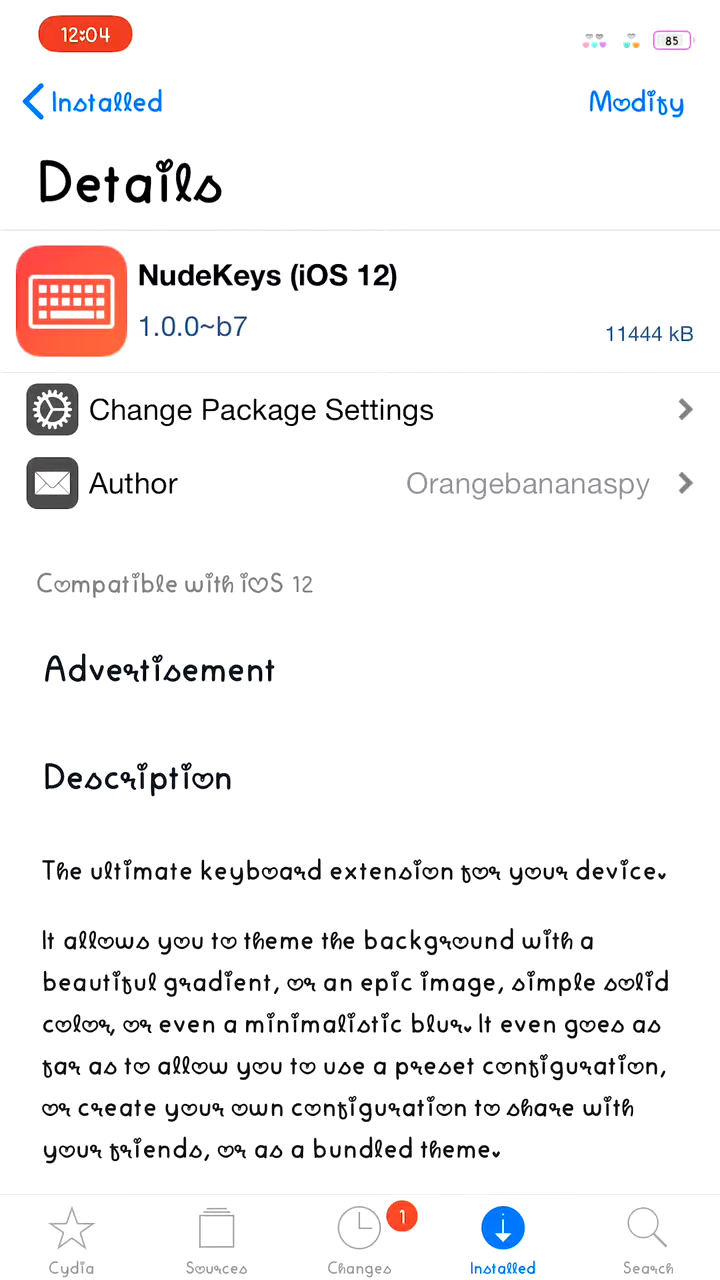 12:04
85
Installed
Modify
Details
NudeKeys (iOS 12)
1.0.0~b7
11444 kB
Change Package Settings
Author
Orangebananaspy
Compatible with iOS 12
Advertisement
Description
The ultimate keyboard extension for your device.
It allows you to theme the background with a
beautiful gradient, or an epic image, simple solid
color, or even a minimalistic blur. It even goes as
far as to allow you to use a preset configuration,
or create your own configuration to share with
your friends, or as a bundled theme.
1
Cydia
Sources
Changes
Installed
Search